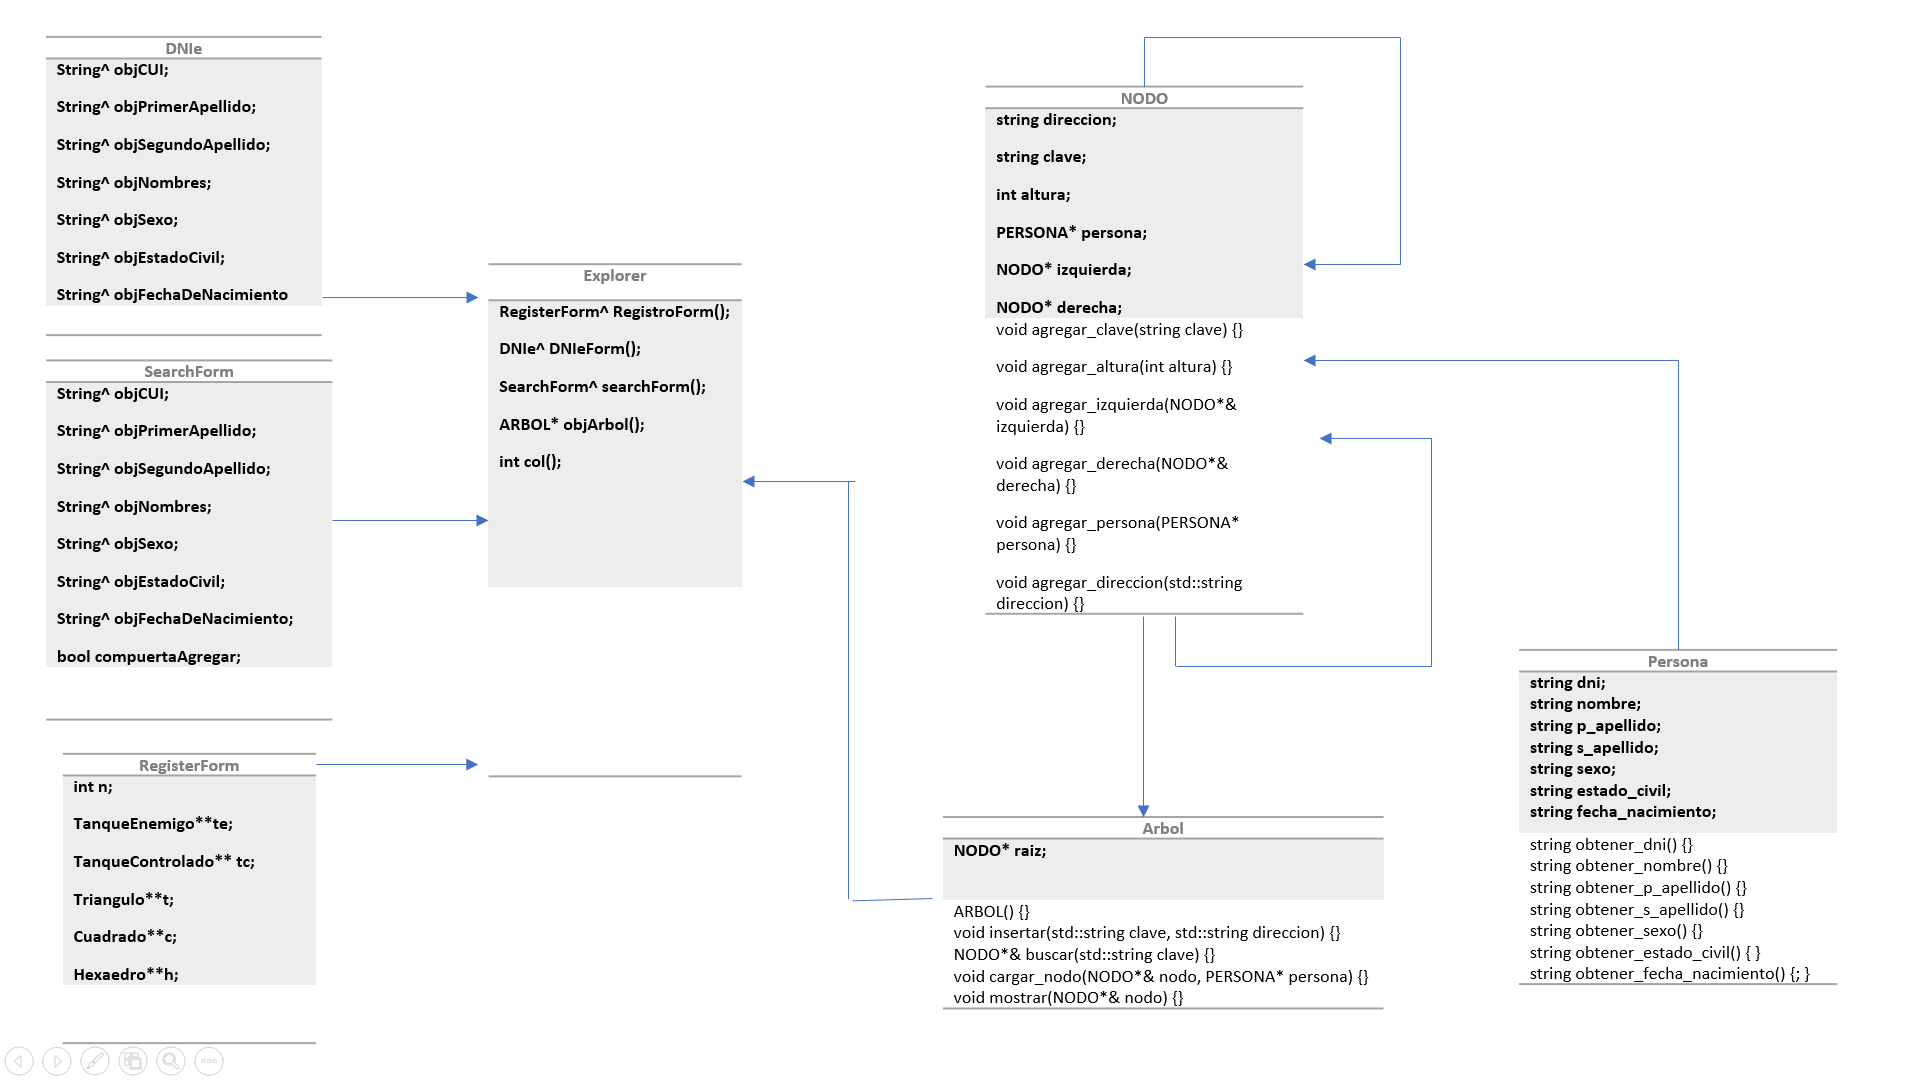 DNIe
String^ objCUI;
String^ objPrimerApellido;
String^ objSegundoApellido;
String^ objNombres;
String^ objSexo;
String^ objEstadoCivil;
String^ objFechaDeNacimiento
SearchForm
String^ objCUI;
String^ objPrimerApellido;
String^ objSegundoApellido;
String^ objNombres;
String^ objSexo;
String^ objEstadoCivil;
String^ objFechaDeNacimiento;
bool compuertaAgregar;
RegisterForm
int n;
TanqueEnemigo**te;
TanqueControlado** tc;
Triangulo**t;
Cuadrado**c;
Hexaedro**h;
Explorer
RegisterForm^ RegistroForm();
DNIe^ DNIeForm();
SearchForm^ searchForm();
ARBOL* objArbol();
int col();
NODO
string direccion;
string clave;
int altura;
PERSONA* persona;
NODO* izquierda;
NODO* derecha;
void agregar_clave(string clave) {}
void agregar_altura(int altura) {}
void agregar_izquierda(NODO*&
izquierda) {}
void agregar_derecha(NODO*&
derecha) {}
void agregar_persona(PERSONA*
persona) {}
void agregar_direccion(std::string
direccion) {}
Arbol
NODO* raiz;
ARBOL() {}
void insertar(std::string clave, std::string direccion) {}
NODO*& buscar(std::string clave) {}
void cargar_nodo(NODO*& nodo, PERSONA* persona) {}
void mostrar(NODO*& nodo) {}
Persona
string dni;
string nombre;
string p_apellido;
string s_apellido;
string sexo;
string estado_civil;
string fecha_nacimiento;
string obtener_dni() {}
string obtener_nombre() {}
string obtener_p_apellido() {}
string obtener_s_apellido() {}
string obtener_sexo() {}
string obtener_estado_civil() { }
string obtener_fecha_nacimiento() {; }